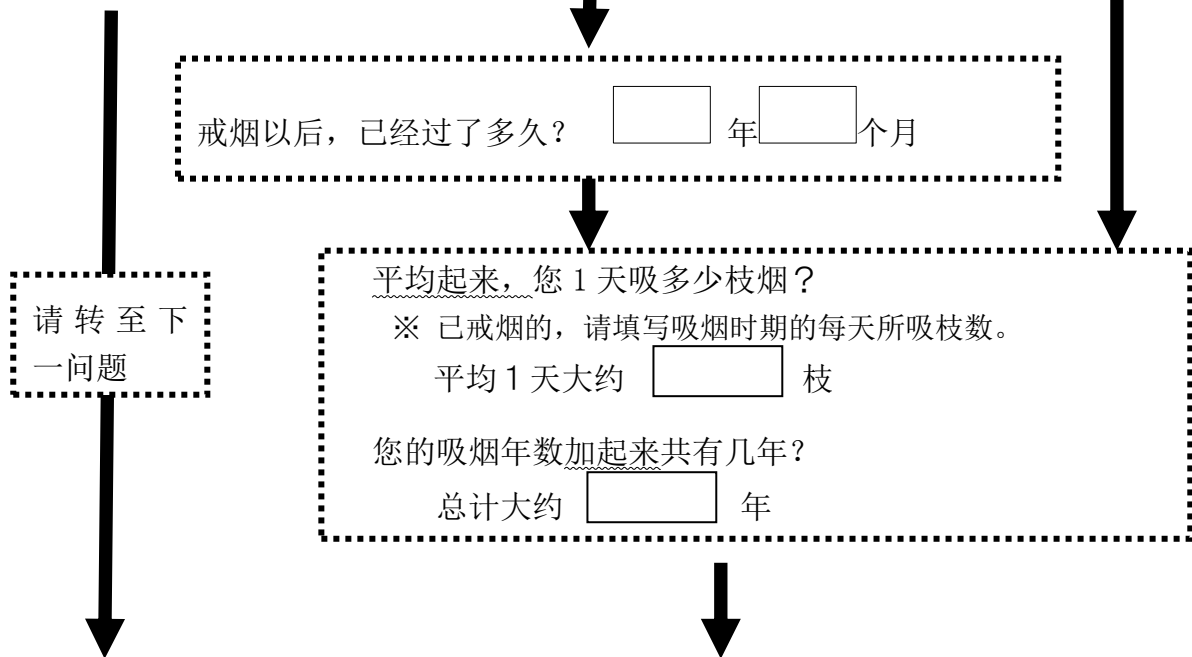 戒烟以后，已经过了多久？ 年 个月
平均起来，您 1 天吸多少枝烟？
※ 已戒烟的，请填写吸烟时期的每天所吸枝数。
平均 1 天大约 枝
您的吸烟年数加起来共有几年？
总计大约 年
请转至下
一问题